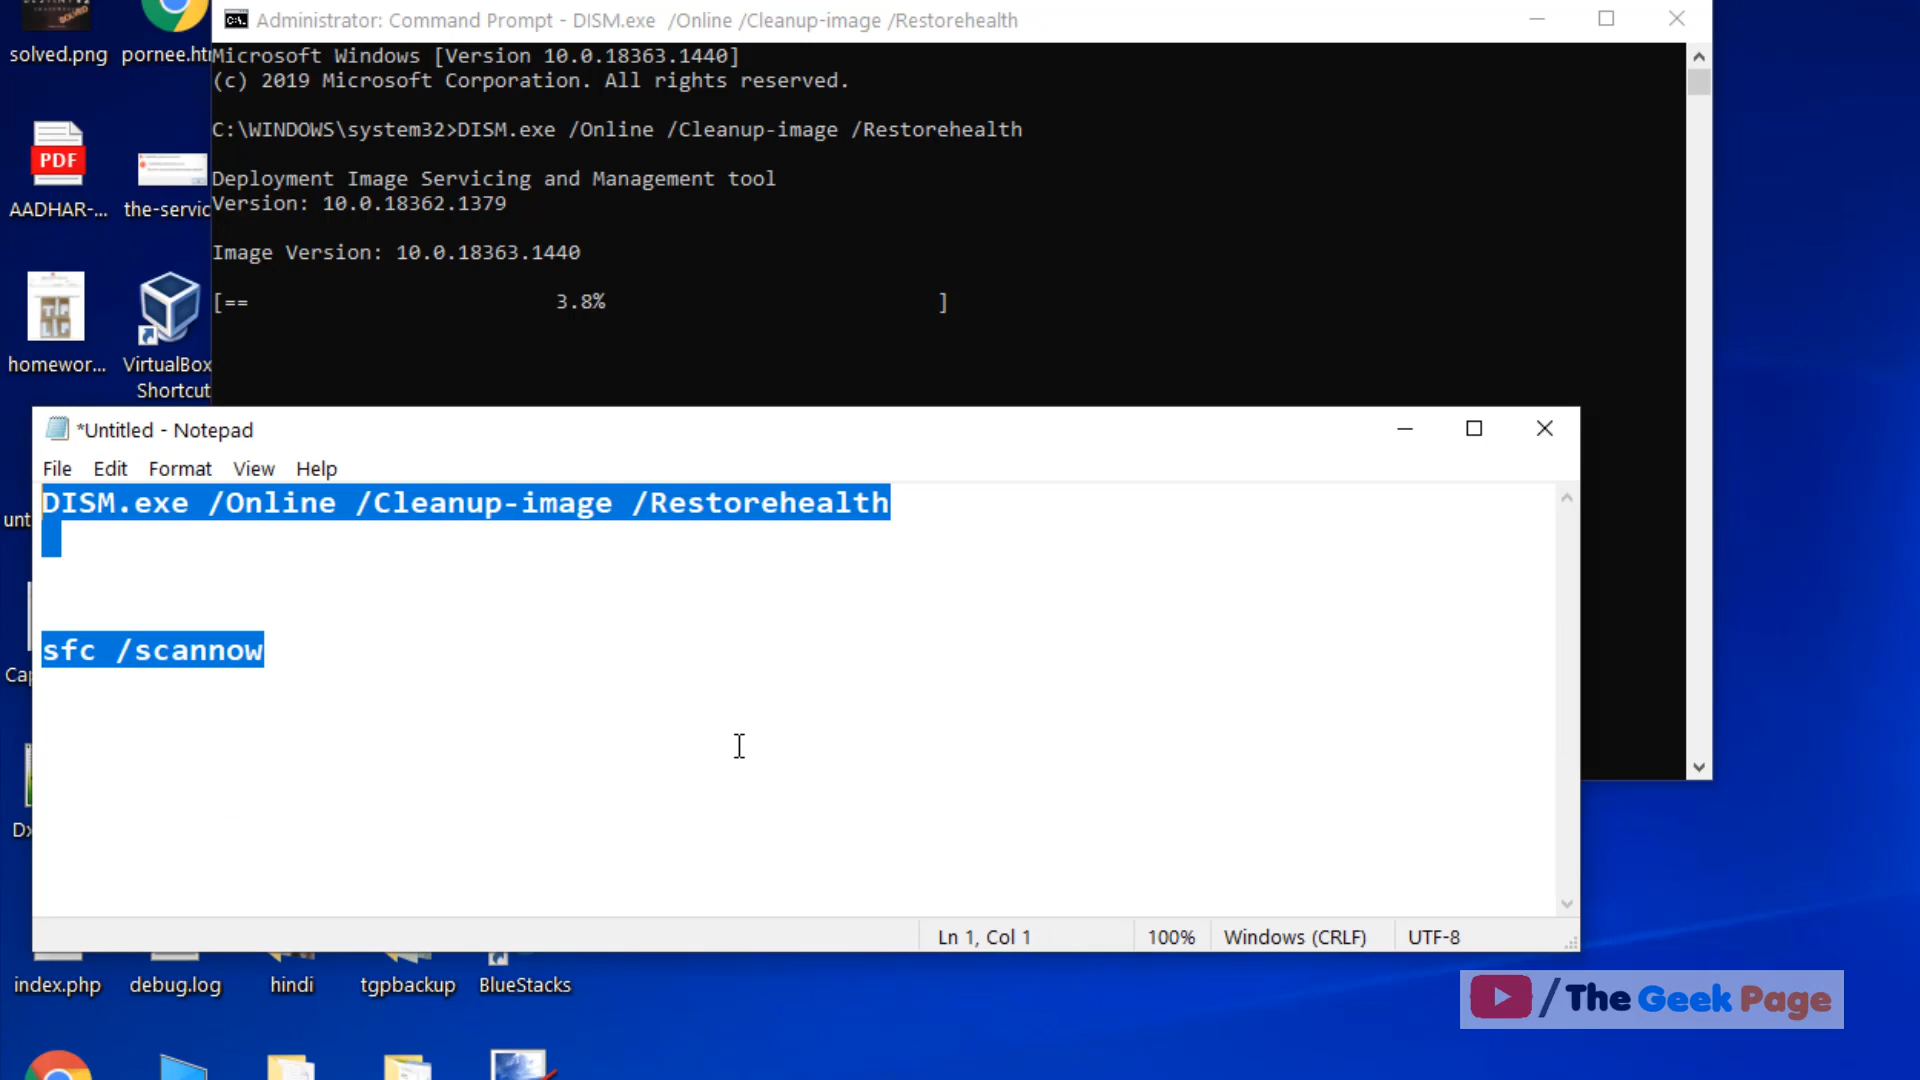 Administrator: Command Prompt - DISM.exe /Online /Cleanup-image /Restorehealth
solved.png
pornee.ht
Microsoft Windows [Version 10.0.18363.1440]
(c) 2019 Microsoft Corporation. All rights reserved.
C:\WINDOWS\system32>DISM.exe /Online /Cleanup-image /Restorehealth
PDF
AADHAR-...
the-servic
Deployment Image Servicing and Management tool
Version: 10.0.18362.1379
Image Version: 10.0.18363.1440
[== 3.8% ]
homewor...
VirtualBox
Shortcut
*Untitled - Notepad
File Edit Format View Help
DISM.exe /Online /Cleanup-image /Restorehealth
unt
sfc /scannow
Cap
Dx
Ln 1, Col 1
100%
Windows (CRLF)
UTF-8
index.php
debug.log
hindi
tgpbackup
BlueStacks
/ The Geek Page